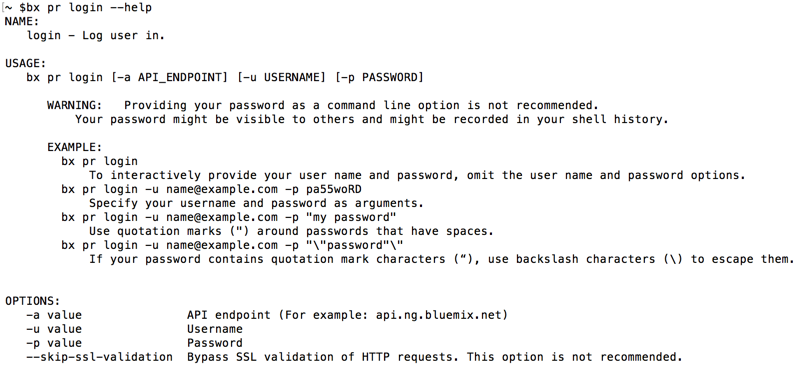 ~ $bx pr login --help
NAME:
login - Log user in.
USAGE:
bx pr login [-a API_ENDPOINT] [-u USERNAME] [-p PASSWORD]
WARNING: Providing your password as a command line option is not recommended.
Your password might be visible to others and might be recorded in your shell history.
EXAMPLE:
bx pr login
To interactively provide your user name and password, omit the user name and password options.
bx pr login -u name@example.com -p pa55woRD
Specify your username and password as arguments.
bx pr login -u name@example.com -p "my password"
Use quotation marks (") around passwords that have spaces.
bx pr login -u name@example.com -p "\"password"\"
If your password contains quotation mark characters (“), use backslash characters (\) to escape them.
OPTIONS:
-a value API endpoint (For example: api.ng.bluemix.net)
-u value Username
-p value Password
--skip-ssl-validation Bypass SSL validation of HTTP requests. This option is not recommended.